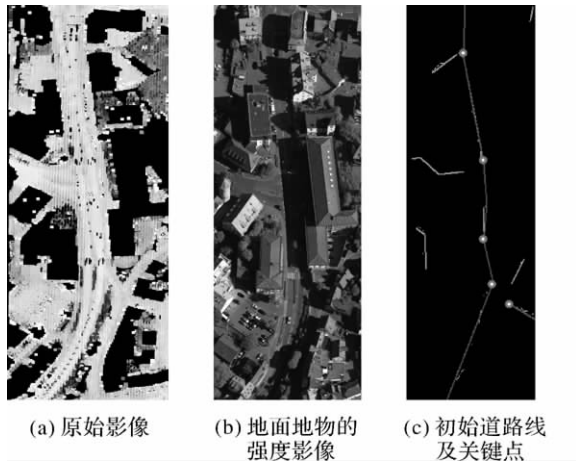 (a) 原始影像
(b) 地面地物的
强度影像
(c) 初始道路线
及关键点